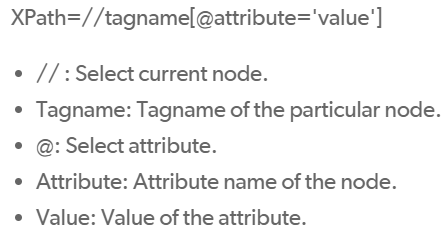 XPath=//tagname[@attribute='value']
• // : Select current node.
• Tagname: Tagname of the particular node.
• @: Select attribute.
• Attribute: Attribute name of the node.
• Value: Value of the attribute.